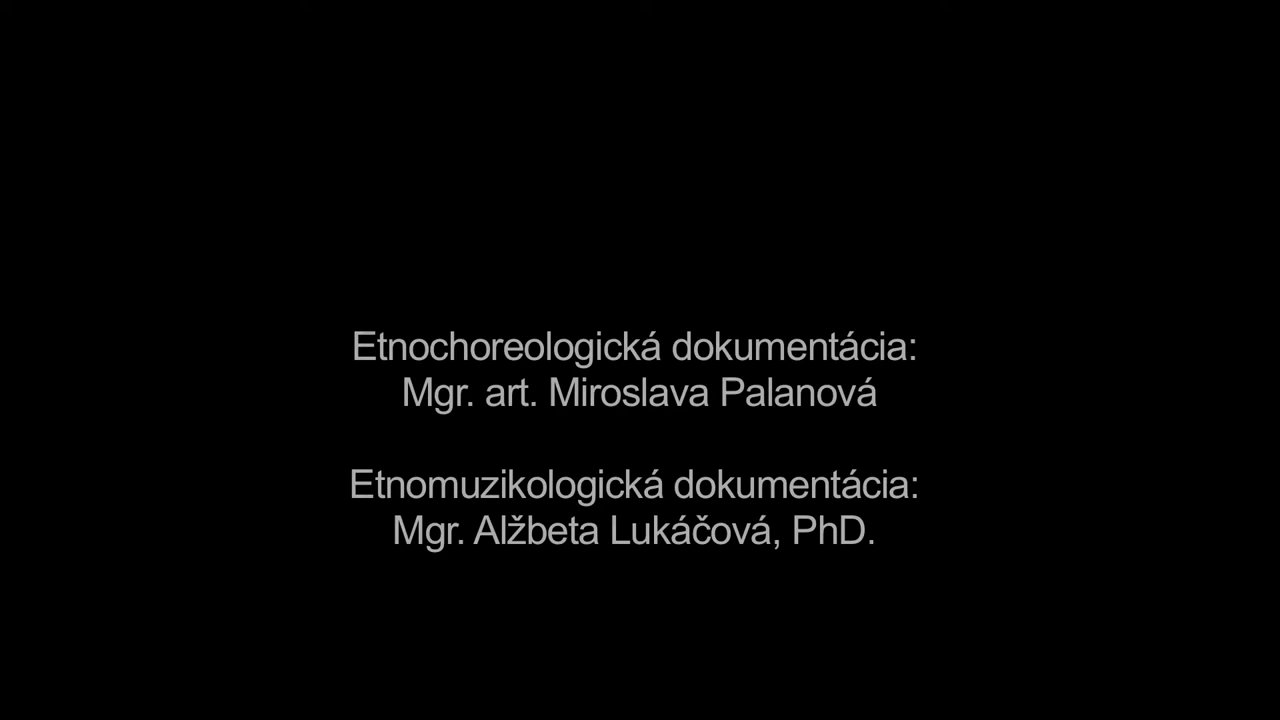 Etnochoreologická dokumentácia:
Mgr. art. Miroslava Palanová
Etnomuzikologická dokumentácia:
Mgr. Alžbeta Lukáčová, PhD.